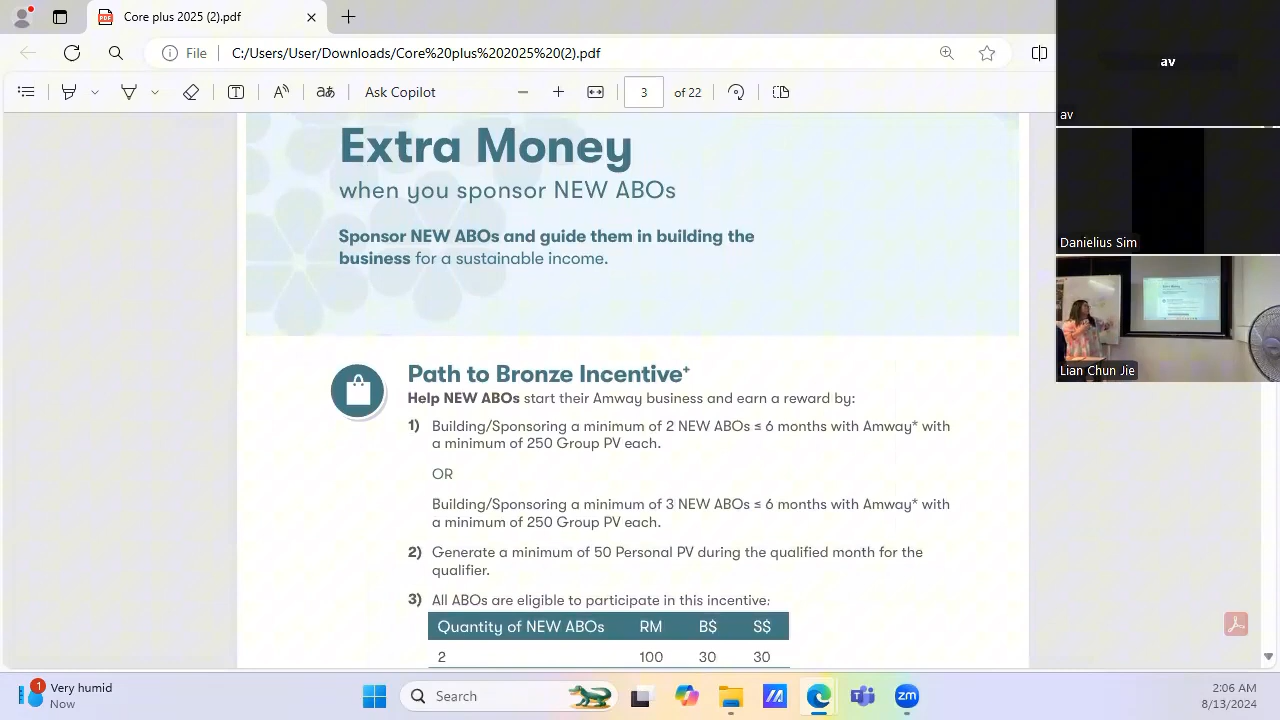 Core plus 2025 (2).pdf
File
C:/Users/User/Downloads/Core%20plus%202025%20(2).pdf
Ask Copilot
3
of 22
av
av
Danielius Sim
Lian Chun Jie
Extra Money
when you sponsor NEW ABOs
Sponsor NEW ABOs and guide them in building the
business for a sustainable income.
Path to Bronze Incentive+
Help NEW ABOs start their Amway business and earn a reward by:
1) Building/Sponsoring a minimum of 2 NEW ABOs ≤ 6 months with Amway* with
a minimum of 250 Group PV each.
OR
Building/Sponsoring a minimum of 3 NEW ABOs ≤ 6 months with Amway* with
a minimum of 250 Group PV each.
2) Generate a minimum of 50 Personal PV during the qualified month for the
qualifier.
3) All ABOs are eligible to participate in this incentive:
Quantity of NEW ABOs RM B$ S$
2 100 30 30
1
Very humid
Now
Search
zm
2:06 AM
8/13/2024